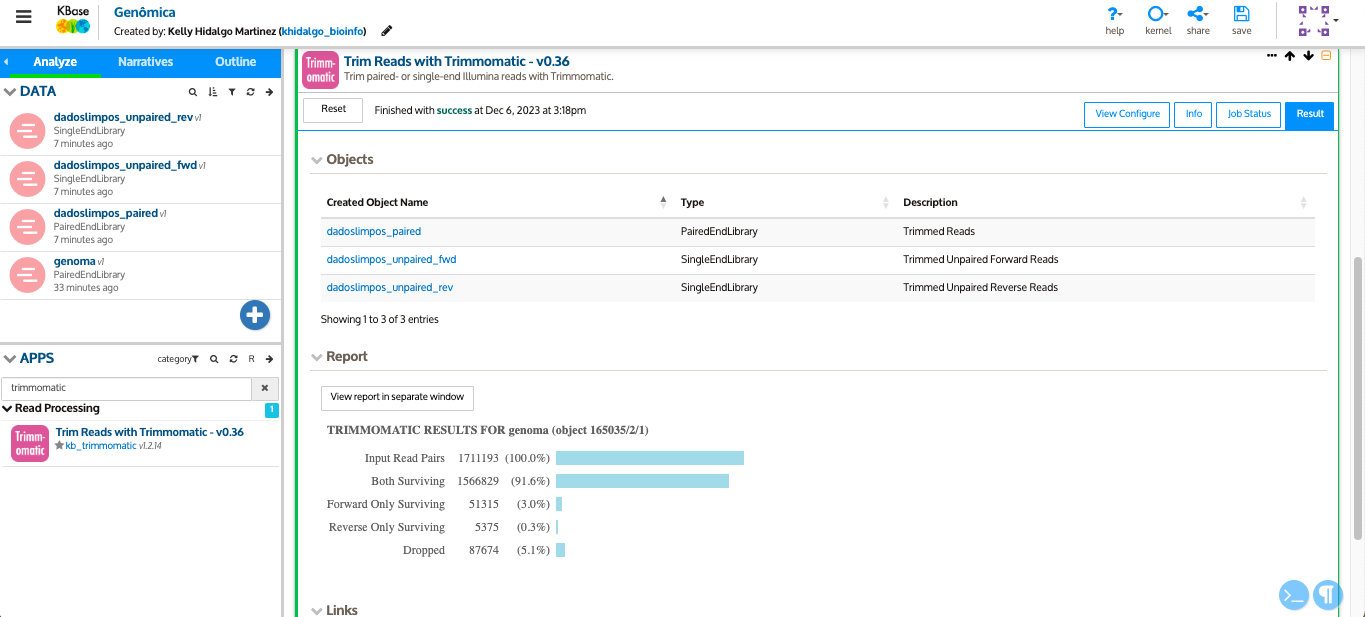 KBase
Genômica
Created by: Kelly Hidalgo Martinez (khidalgo_bioinfo)
help
kernel
share
save
Analyze
Narratives
Outline
DATA
dadoslimpos_unpaired_rev v1
SingleEndLibrary
7 minutes ago
dadoslimpos_unpaired_fwd v1
SingleEndLibrary
7 minutes ago
dadoslimpos_paired v1
PairedEndLibrary
7 minutes ago
genoma v1
PairedEndLibrary
33 minutes ago
APPS
category
R
trimmomatic
Read Processing
1
Trimm-
omatic
Trim Reads with Trimmomatic - v0.36
kb_trimmomatic v1.2.14
Trimm-
omatic
Trim Reads with Trimmomatic - v0.36
Trim paired- or single-end Illumina reads with Trimmomatic.
Reset
Finished with success at Dec 6, 2023 at 3:18pm
View Configure
Info
Job Status
Result
Objects
Created Object Name Type Description
dadoslimpos_paired PairedEndLibrary Trimmed Reads
dadoslimpos_unpaired_fwd SingleEndLibrary Trimmed Unpaired Forward Reads
dadoslimpos_unpaired_rev SingleEndLibrary Trimmed Unpaired Reverse Reads
Showing 1 to 3 of 3 entries
Report
View report in separate window
TRIMMOMATIC RESULTS FOR genoma (object 165035/2/1)
Input Read Pairs 1711193 (100.0%)
Both Surviving 1566829 (91.6%)
Forward Only Surviving 51315 (3.0%)
Reverse Only Surviving 5375 (0.3%)
Dropped 87674 (5.1%)
Links